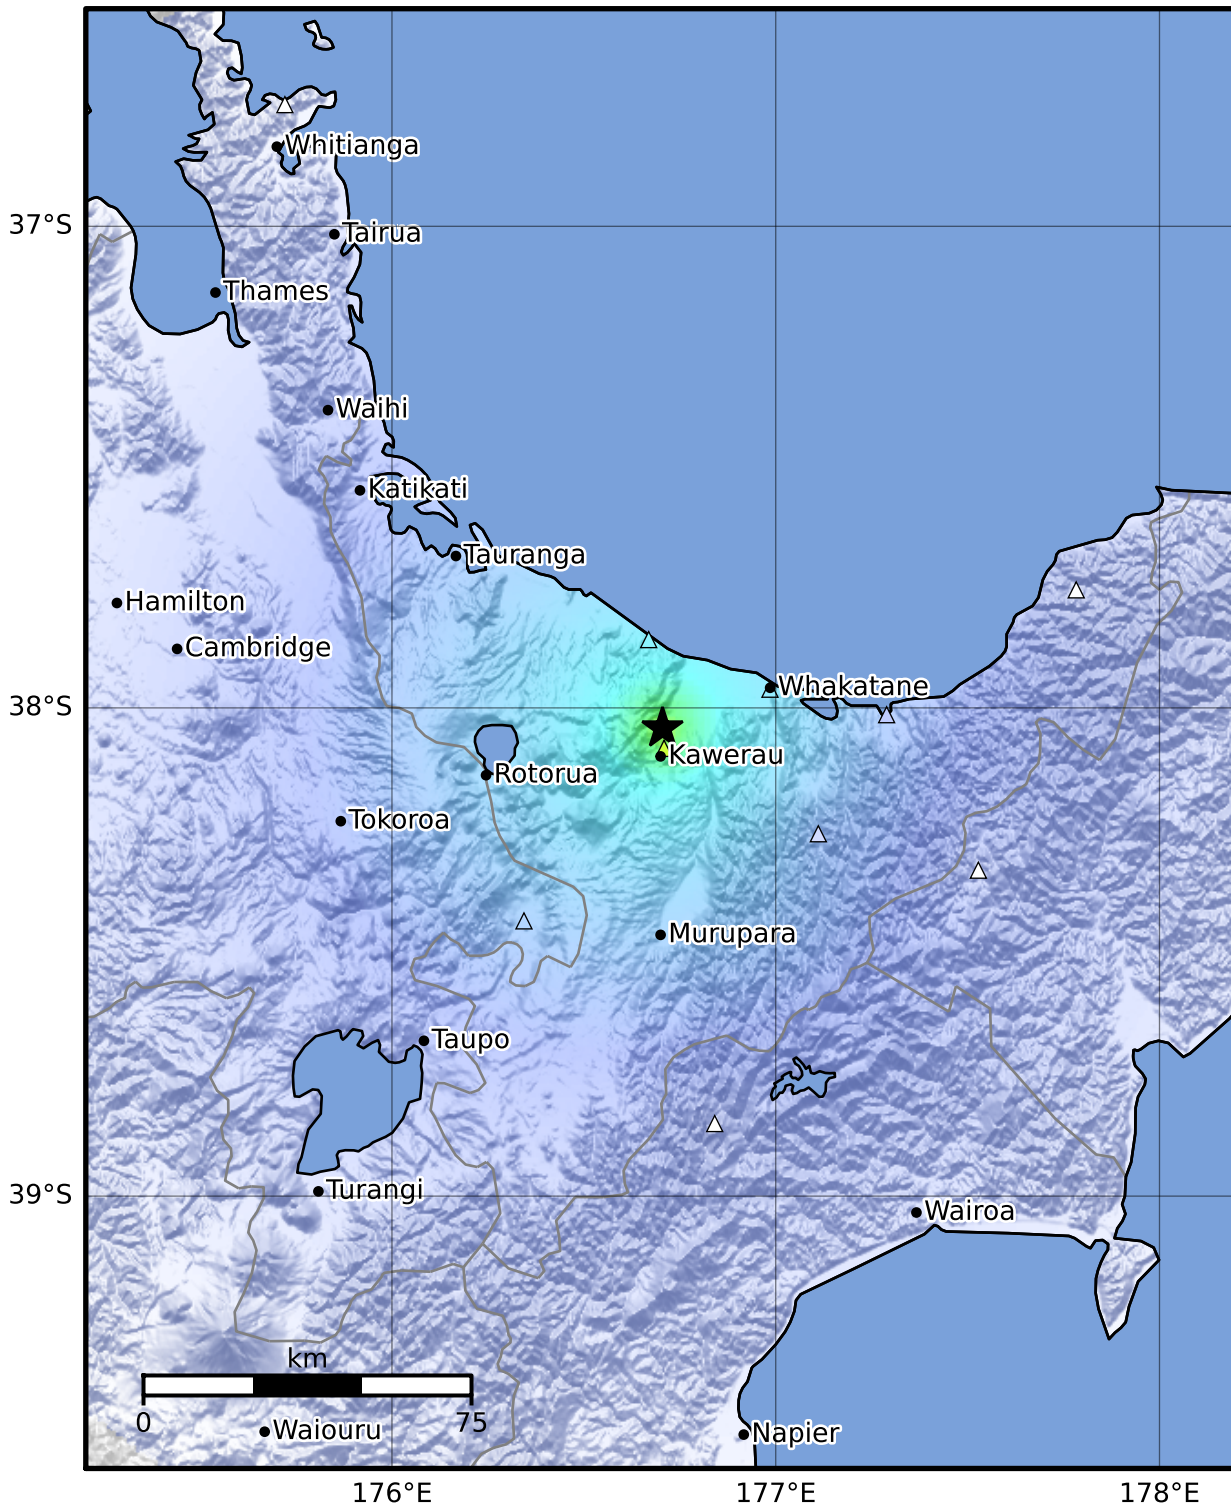 Whitianga
37°S
Tairua
Thames
Waihi
Katikati
Tauranga
Hamilton
Cambridge
Whakatane
38°S
Kawerau
Rotorua
Tokoroa
Murupara
Taupo
Turangi
39°S
Wairoa
km
0
75
Waiouru
Napier
176°E
177°E
178°E